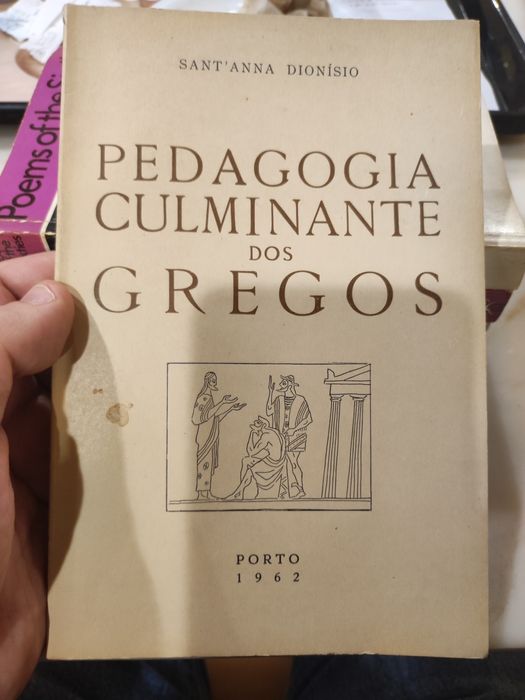 SANT'ANNA DIONÍSIO
PEDAGOGIA
CULMINANTE
DOS
GREGOS
PORTO
1962
Poems of the